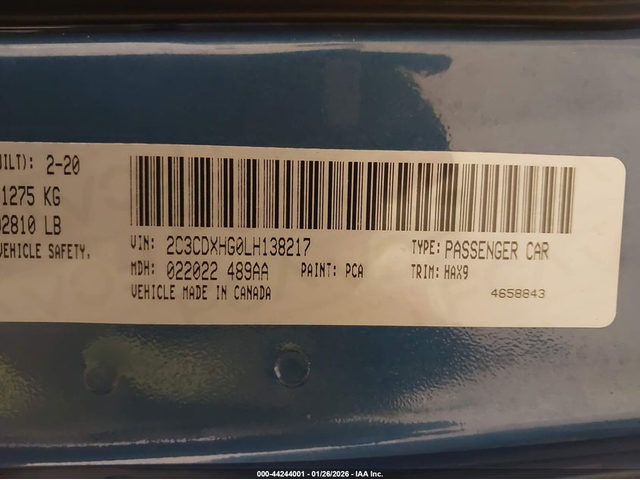 UILT): 2-20
1275 KG
02810 LB
VEHICLE SAFETY,
VIN: 2C3CDXHG0LH138217 TYPE: PASSENGER CAR
MDH: 022022 489AA PAINT: PCA TRIM: HAX9
VEHICLE MADE IN CANADA 4658843
000-44244001 - 01/26/2026 - IAA Inc.